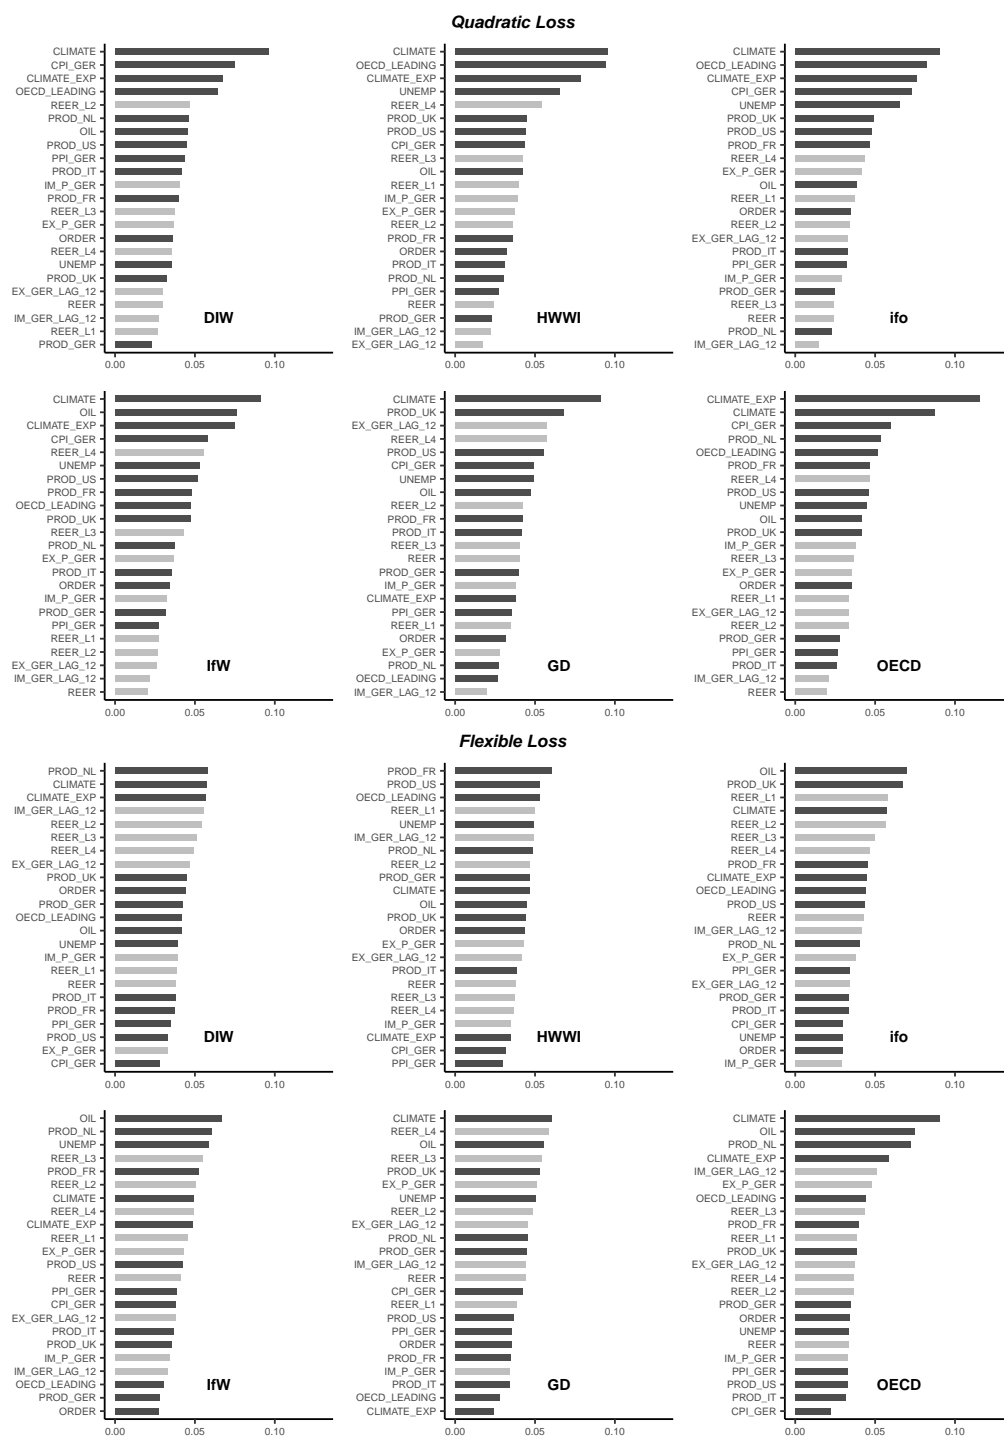 Quadratic Loss
CLIMATE
CPI_GER
CLIMATE_EXP
OECD_LEADING
REER_L2
PROD_NL
OIL
PROD_US
PPI_GER
PROD_IT
IM_P_GER
PROD_FR
REER_L3
EX_P_GER
ORDER
REER_L4
UNEMP
PROD_UK
EX_GER_LAG_12
REER
IM_GER_LAG_12
REER_L1
PROD_GER
DIW
0.00 0.05 0.10
CLIMATE
OECD_LEADING
CLIMATE_EXP
UNEMP
REER_L4
PROD_UK
PROD_US
CPI_GER
REER_L3
OIL
REER_L1
IM_P_GER
EX_P_GER
REER_L2
PROD_FR
ORDER
PROD_IT
PROD_NL
PPI_GER
REER
PROD_GER
IM_GER_LAG_12
EX_GER_LAG_12
HWWI
0.00 0.05 0.10
CLIMATE
OECD_LEADING
CLIMATE_EXP
CPI_GER
UNEMP
PROD_UK
PROD_US
PROD_FR
REER_L4
EX_P_GER
OIL
REER_L1
ORDER
REER_L2
EX_GER_LAG_12
PROD_IT
PPI_GER
IM_P_GER
PROD_GER
REER_L3
REER
PROD_NL
IM_GER_LAG_12
ifo
0.00 0.05 0.10
CLIMATE
OIL
CLIMATE_EXP
CPI_GER
REER_L4
UNEMP
PROD_US
PROD_FR
OECD_LEADING
PROD_UK
REER_L3
PROD_NL
EX_P_GER
PROD_IT
ORDER
IM_P_GER
PROD_GER
PPI_GER
REER_L1
REER_L2
EX_GER_LAG_12
IM_GER_LAG_12
REER
IfW
0.00 0.05 0.10
CLIMATE
PROD_UK
EX_GER_LAG_12
REER_L4
PROD_US
CPI_GER
UNEMP
OIL
REER_L2
PROD_FR
PROD_IT
REER_L3
REER
PROD_GER
IM_P_GER
CLIMATE_EXP
PPI_GER
REER_L1
ORDER
EX_P_GER
PROD_NL
OECD_LEADING
IM_GER_LAG_12
GD
0.00 0.05 0.10
CLIMATE_EXP
CLIMATE
CPI_GER
PROD_NL
OECD_LEADING
PROD_FR
REER_L4
PROD_US
UNEMP
OIL
PROD_UK
IM_P_GER
REER_L3
EX_P_GER
ORDER
REER_L1
EX_GER_LAG_12
REER_L2
PROD_GER
PPI_GER
PROD_IT
IM_GER_LAG_12
REER
OECD
0.00 0.05 0.10
Flexible Loss
PROD_NL
CLIMATE
CLIMATE_EXP
IM_GER_LAG_12
REER_L2
REER_L3
REER_L4
EX_GER_LAG_12
PROD_UK
ORDER
PROD_GER
OECD_LEADING
OIL
UNEMP
IM_P_GER
REER_L1
REER
PROD_IT
PROD_FR
PPI_GER
PROD_US
EX_P_GER
CPI_GER
DIW
0.00 0.05 0.10
PROD_FR
PROD_US
OECD_LEADING
REER_L1
UNEMP
IM_GER_LAG_12
PROD_NL
REER_L2
PROD_GER
CLIMATE
OIL
PROD_UK
ORDER
EX_P_GER
EX_GER_LAG_12
PROD_IT
REER
REER_L3
REER_L4
IM_P_GER
CLIMATE_EXP
CPI_GER
PPI_GER
HWWI
0.00 0.05 0.10
OIL
PROD_UK
REER_L1
CLIMATE
REER_L2
REER_L3
REER_L4
PROD_FR
CLIMATE_EXP
OECD_LEADING
PROD_US
REER
IM_GER_LAG_12
PROD_NL
EX_P_GER
PPI_GER
EX_GER_LAG_12
PROD_GER
PROD_IT
CPI_GER
UNEMP
ORDER
IM_P_GER
ifo
0.00 0.05 0.10
OIL
PROD_NL
UNEMP
REER_L3
PROD_FR
REER_L2
CLIMATE
REER_L4
CLIMATE_EXP
REER_L1
EX_P_GER
PROD_US
REER
PPI_GER
CPI_GER
EX_GER_LAG_12
PROD_IT
PROD_UK
IM_P_GER
IM_GER_LAG_12
OECD_LEADING
PROD_GER
ORDER
IfW
0.00 0.05 0.10
CLIMATE
REER_L4
OIL
REER_L3
PROD_UK
EX_P_GER
UNEMP
REER_L2
EX_GER_LAG_12
PROD_NL
PROD_GER
IM_GER_LAG_12
REER
CPI_GER
REER_L1
PROD_US
PPI_GER
ORDER
PROD_FR
IM_P_GER
PROD_IT
OECD_LEADING
CLIMATE_EXP
GD
0.00 0.05 0.10
CLIMATE
OIL
PROD_NL
CLIMATE_EXP
IM_GER_LAG_12
EX_P_GER
OECD_LEADING
REER_L3
PROD_FR
REER_L1
PROD_UK
EX_GER_LAG_12
REER_L4
REER_L2
PROD_GER
ORDER
UNEMP
REER
IM_P_GER
PPI_GER
PROD_US
PROD_IT
CPI_GER
OECD
0.00 0.05 0.10